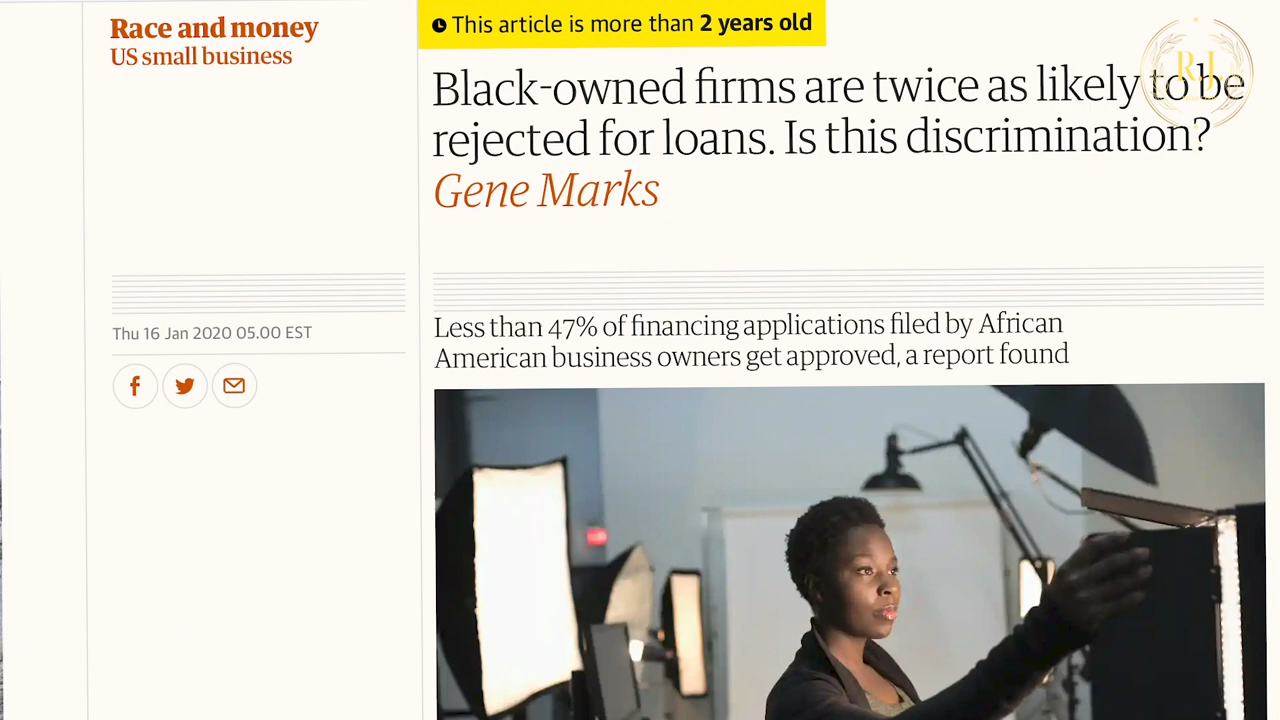 Race and money
US small business
This article is more than 2 years old
Black-owned firms are twice as likely to be
rejected for loans. Is this discrimination?
Gene Marks
Thu 16 Jan 2020 05.00 EST
Less than 47% of financing applications filed by African
American business owners get approved, a report found
R.J.